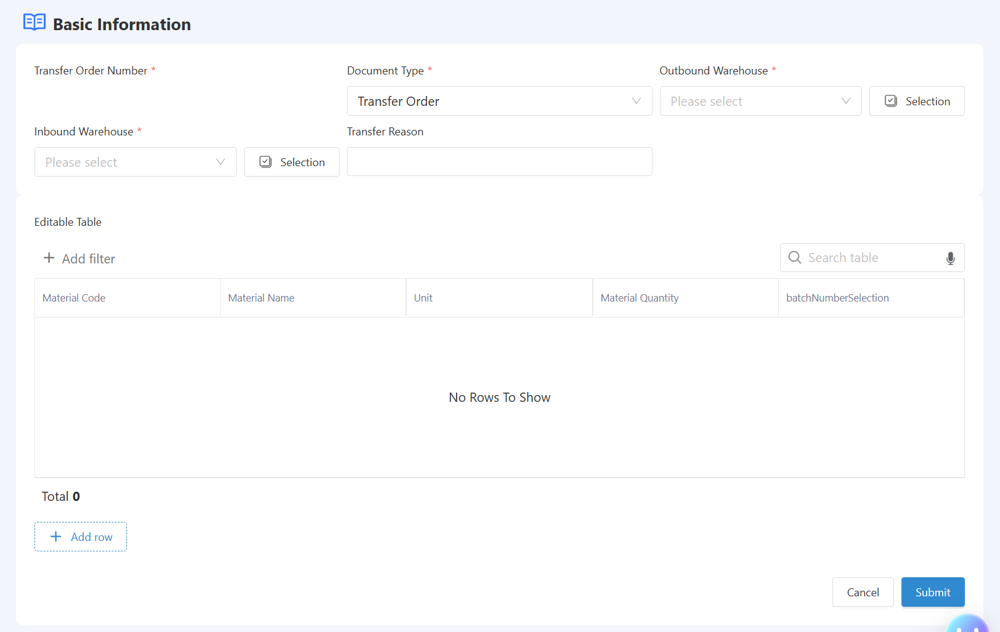 Basic Information
Transfer Order Number *
Document Type *
Outbound Warehouse *
Transfer Order
Please select
Selection
Inbound Warehouse *
Transfer Reason
Please select
Selection
Editable Table
Add filter
Search table
Material Code
Material Name
Unit
Material Quantity
batchNumberSelection
No Rows To Show
Total 0
Add row
Cancel
Submit